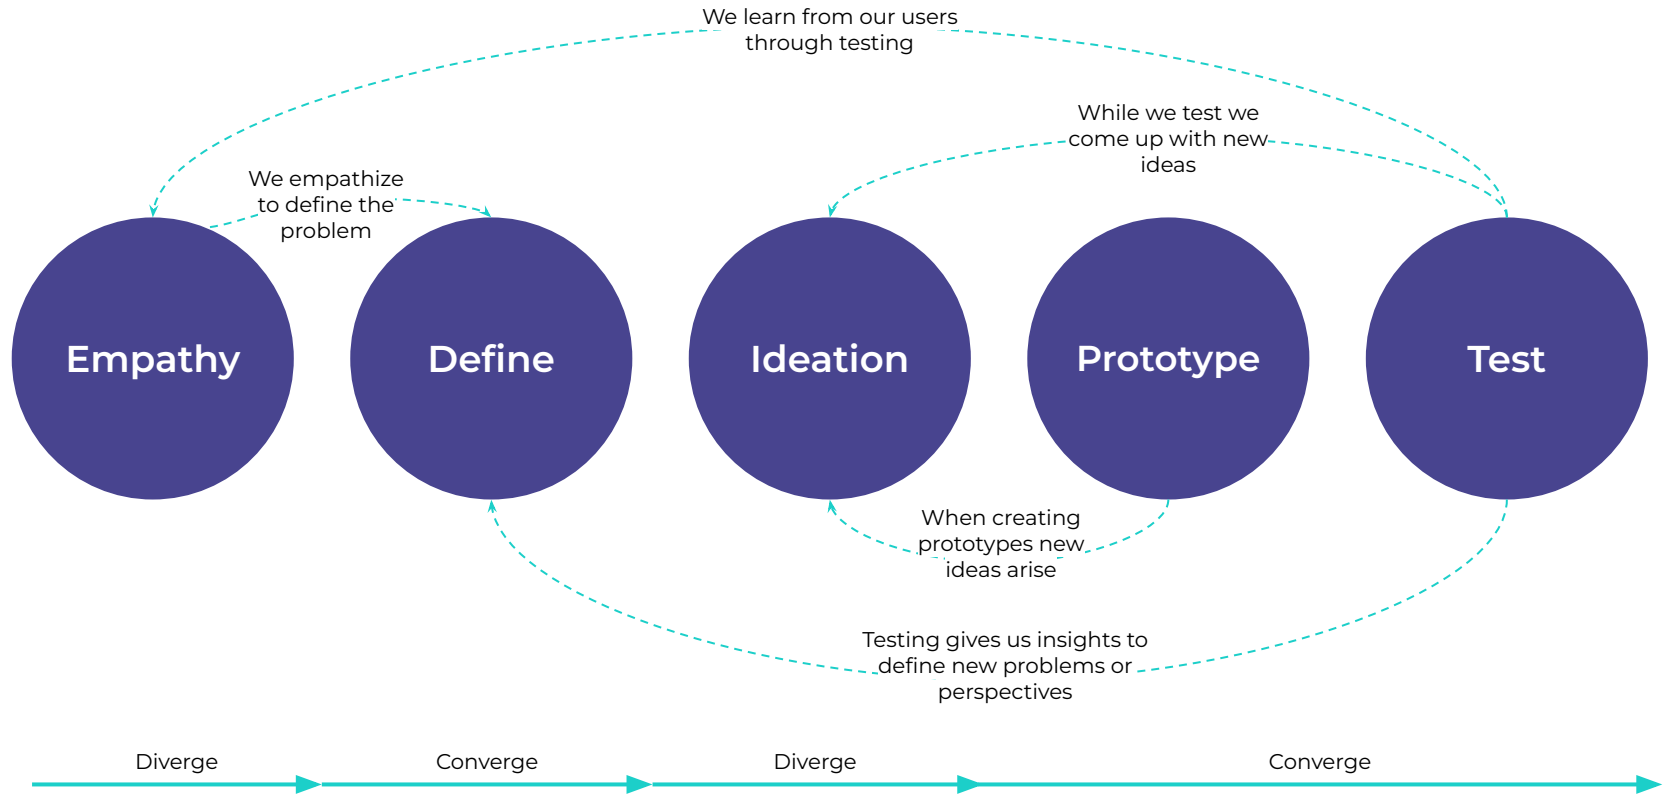 We learn from our users
through testing
While we test we
come up with new
ideas
We empathize
to define the
problem
Empathy
Define
Ideation
Prototype
Test
When creating
prototypes new
ideas arise
Testing gives us insights to
define new problems or
perspectives
Diverge
Converge
Diverge
Converge